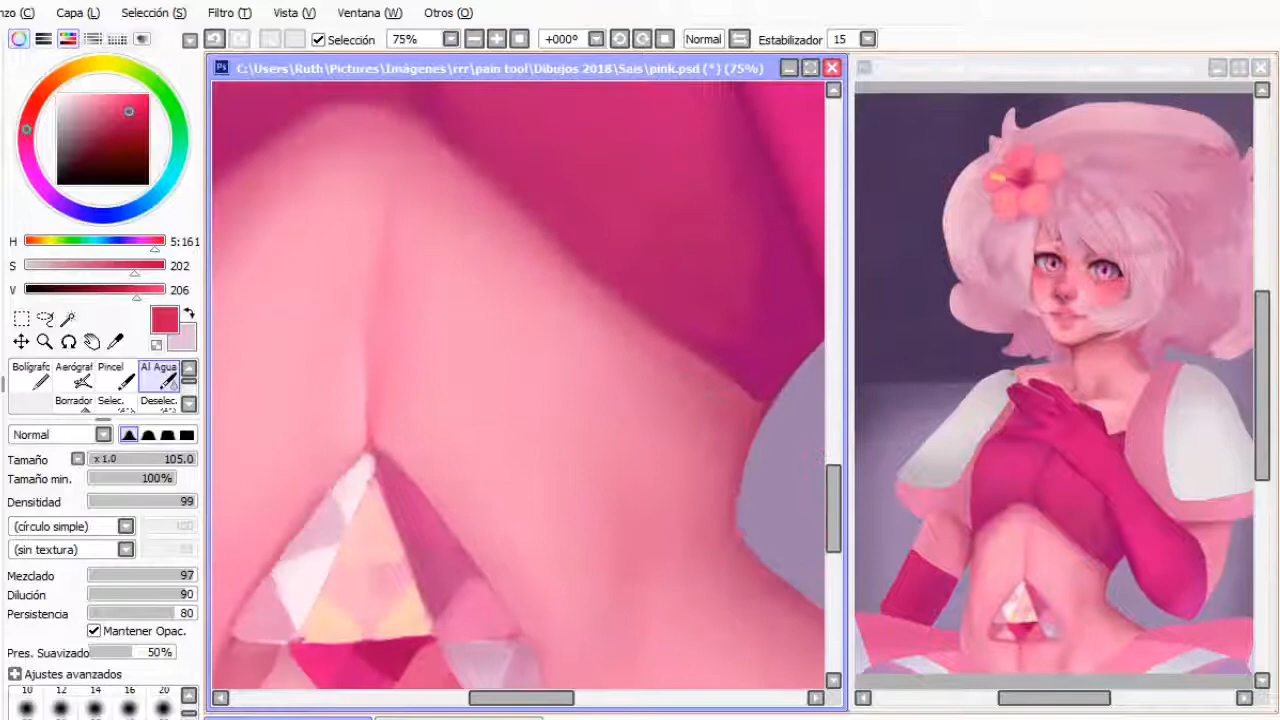 nzo (C) Capa (L) Selección (S) Filtro (T) Vista (V) Ventana (W) Otros (O)
Selección 75% +000º Normal Estabilizador 15
C:\Users\Ruth\Pictures\Imágenes\rrr\pain tool\Dibujos 2018\Sais\pink.psd (*) (75%)
H 5:161
S 202
V 206
Bolígrafc Aerógraf Pincel Al Agua
Borrador Selec. Deselec.
Normal
Tamaño x 1.0 105.0
Tamaño min. 100%
Densidad 99
(círculo simple)
(sin textura)
Mezclado 97
Dilución 90
Persistencia 80
Mantener Opac.
Pres. Suavizado 50%
Ajustes avanzados
10 12 14 16 20